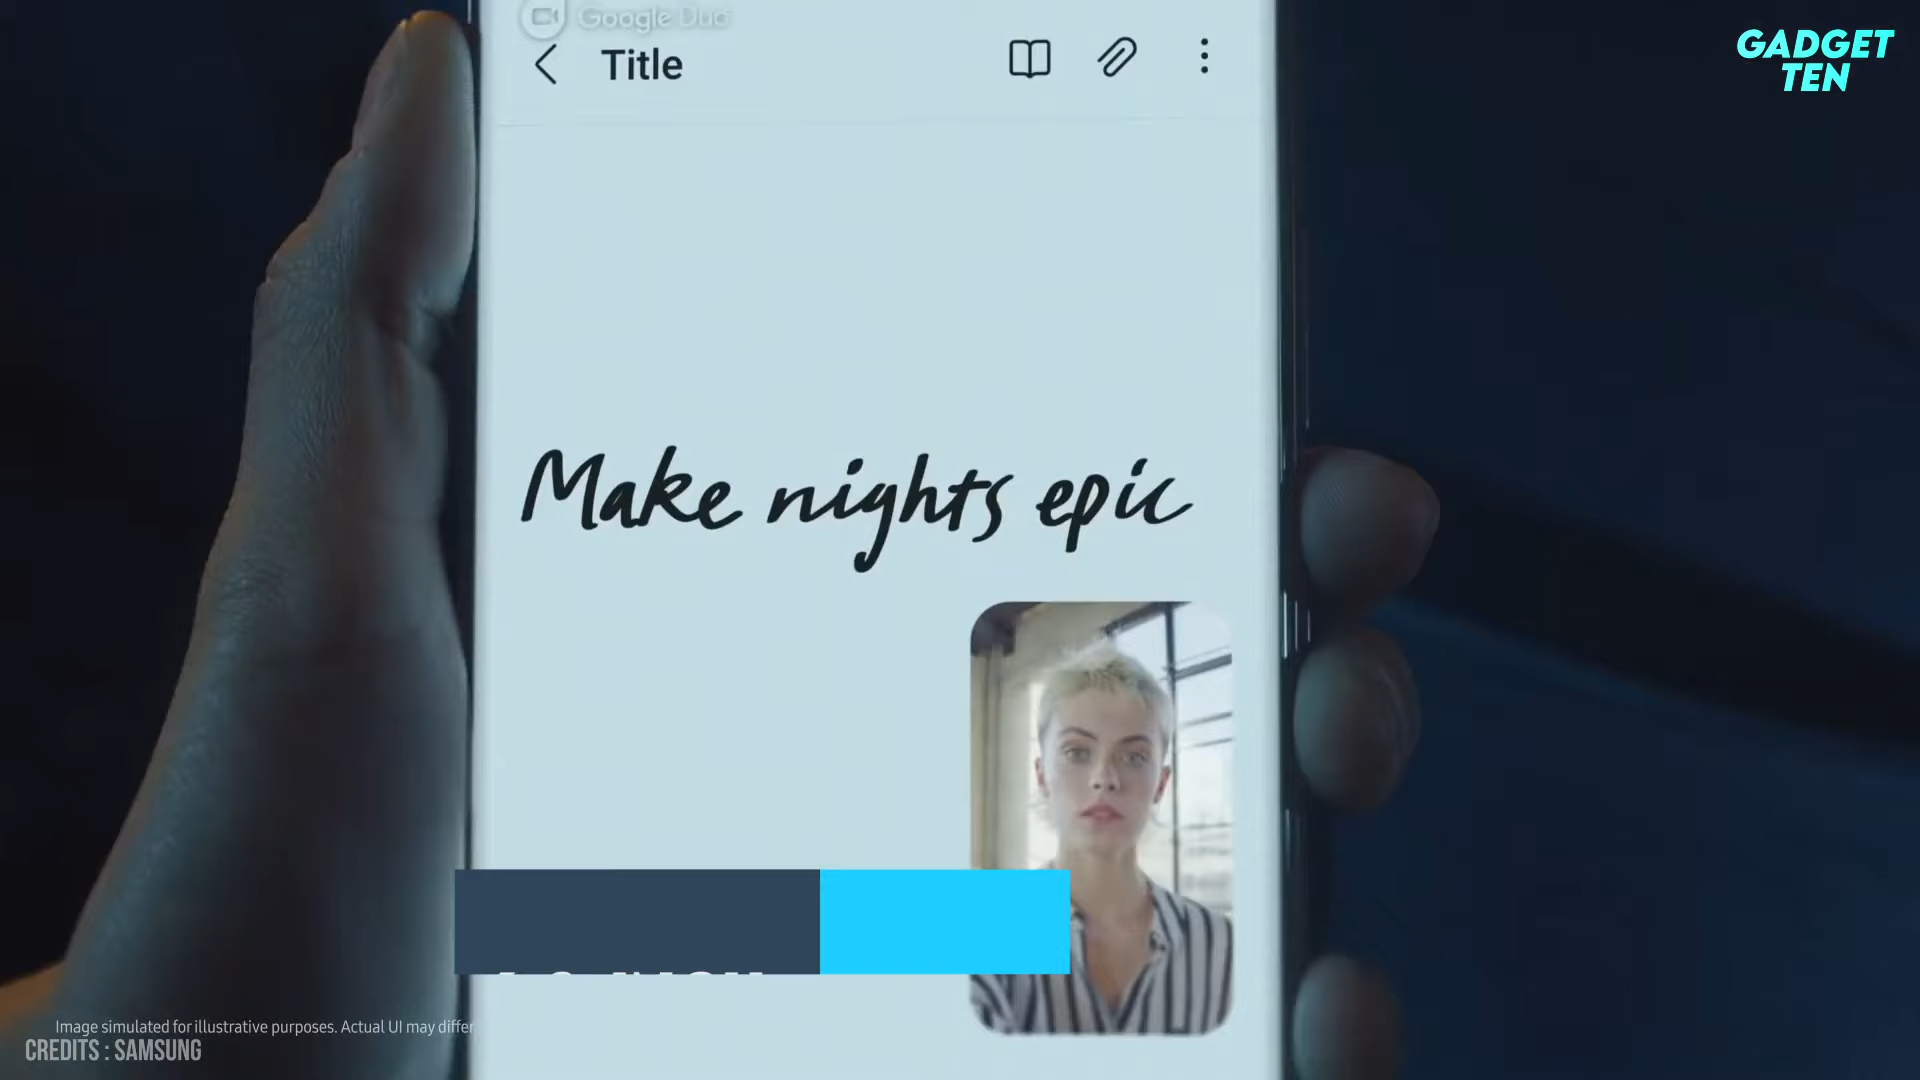 Google Duo
GADGET
TEN
Title
Make nights epic
Image simulated for illustrative purposes. Actual UI may differ
CREDITS : SAMSUNG